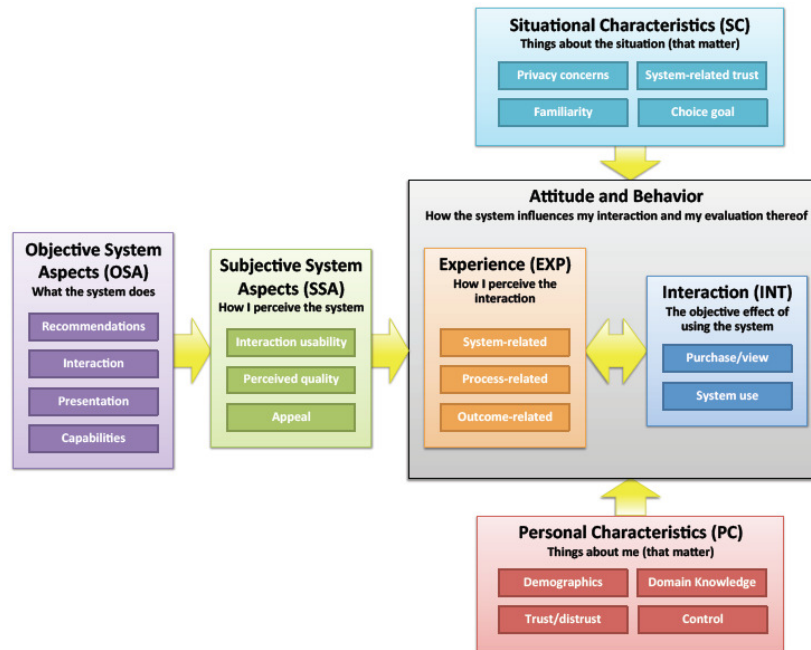 Situational Characteristics (SC)
Things about the situation (that matter)
Privacy concerns
System-related trust
Familiarity
Choice goal
Attitude and Behavior
How the system influences my interaction and my evaluation thereof
Objective System
Aspects (OSA)
What the system does
Recommendations
Interaction
Presentation
Capabilities
Subjective System
Aspects (SSA)
How I perceive the system
Interaction usability
Perceived quality
Appeal
Experience (EXP)
How I perceive the
interaction
System-related
Process-related
Outcome-related
Interaction (INT)
The objective effect of
using the system
Purchase/view
System use
Personal Characteristics (PC)
Things about me (that matter)
Demographics
Domain Knowledge
Trust/distrust
Control